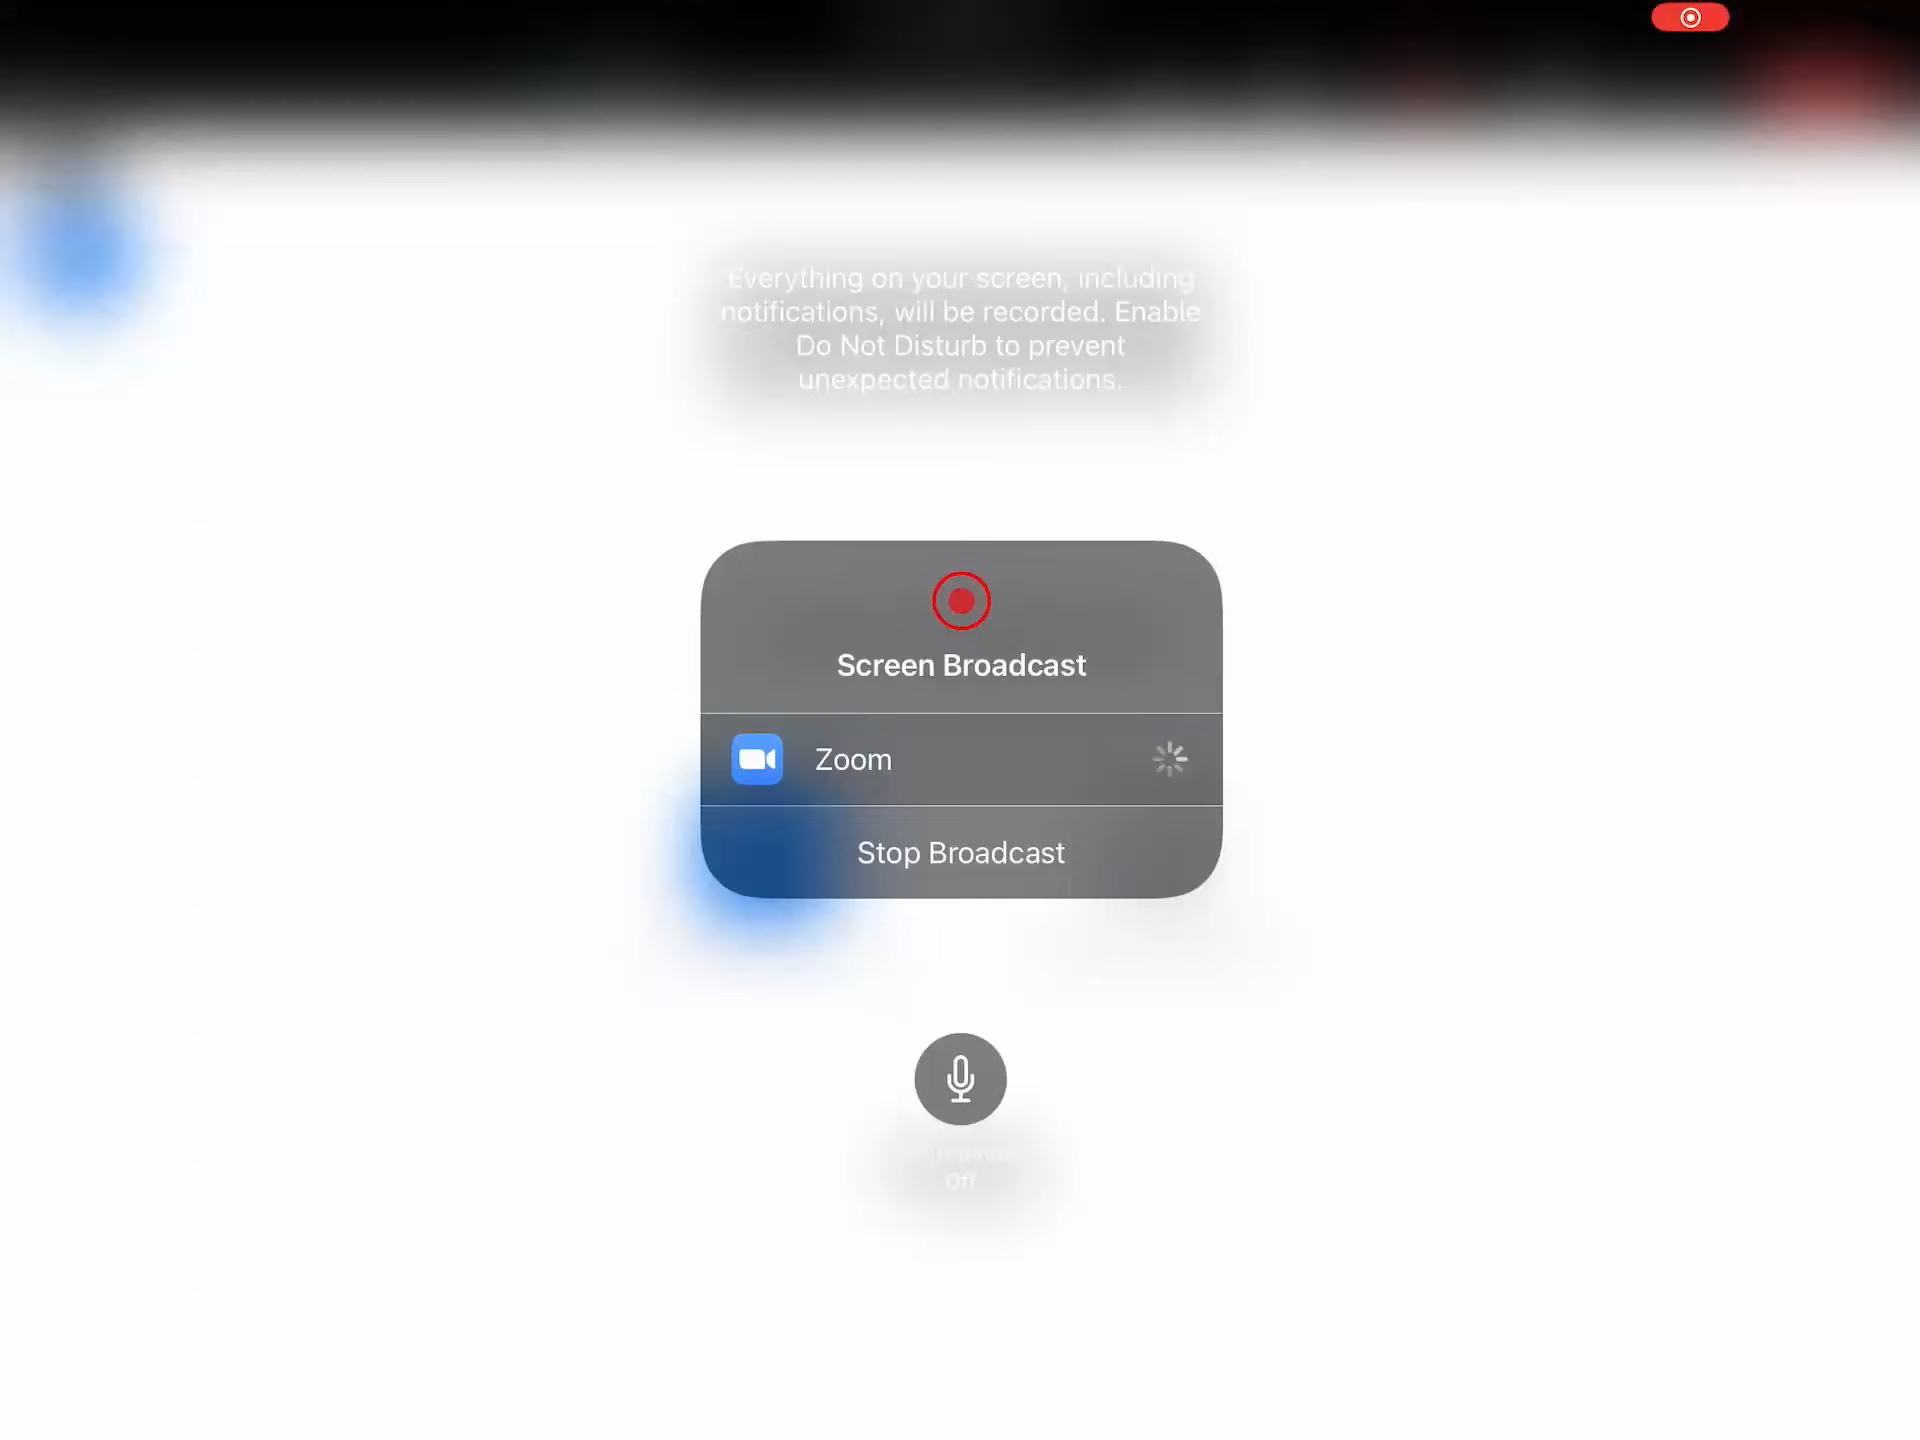 Everything on your screen, including
notifications, will be recorded. Enable
Do Not Disturb to prevent
unexpected notifications.
Screen Broadcast
Zoom
Stop Broadcast
Off